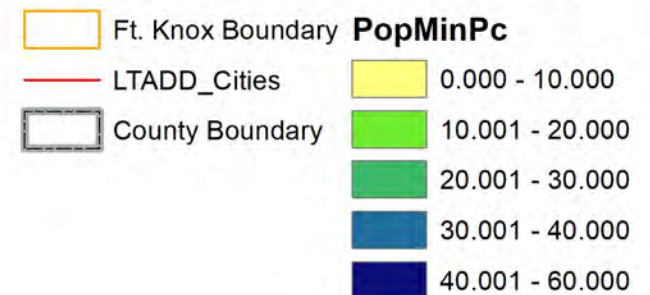 Ft. Knox Boundary
LTADD_Cities
County Boundary
PopMinPc
0.000 - 10.000
10.001 - 20.000
20.001 - 30.000
30.001 - 40.000
40.001 - 60.000